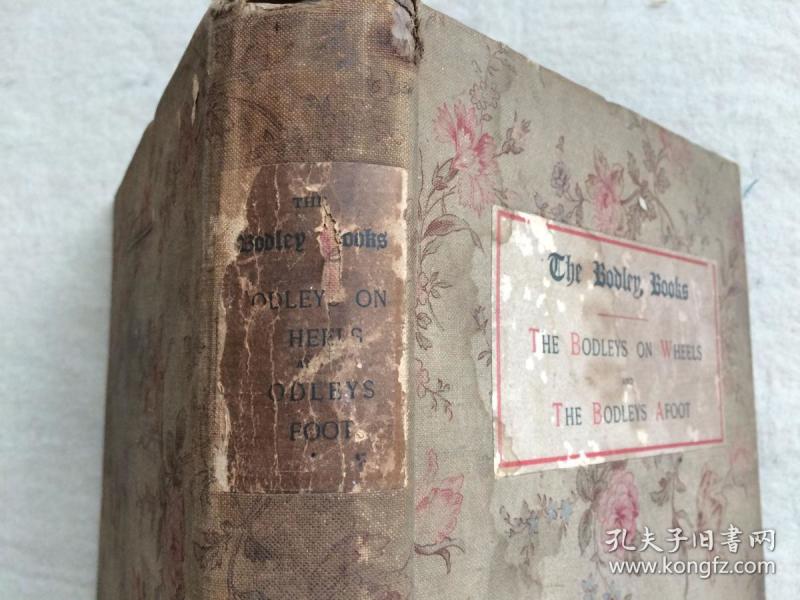 THE
Bodley Books
ODLEYS ON
HEELS
ODLEYS
FOOT
The Bodley Books
THE BODLEYS ON WHEELS
AND
THE BODLEYS AFOOT
孔夫子旧书网
www.kongfz.com